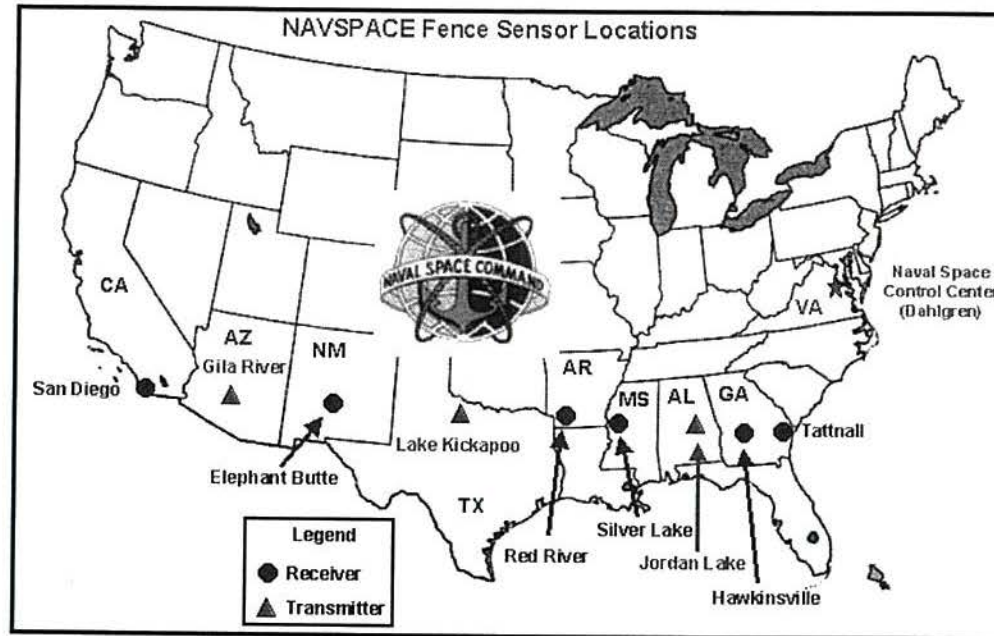 NAVSPACE Fence Sensor Locations
NAVAL SPACE COMMAND
CA
AZ
Gila River
NM
San Diego
Elephant Butte
Lake Kickapoo
TX
AR
MS
AL
GA
VA
Naval Space
Control Center
(Dahlgren)
Tattnall
Red River
Silver Lake
Jordan Lake
Hawkinsville
Legend
Receiver
Transmitter